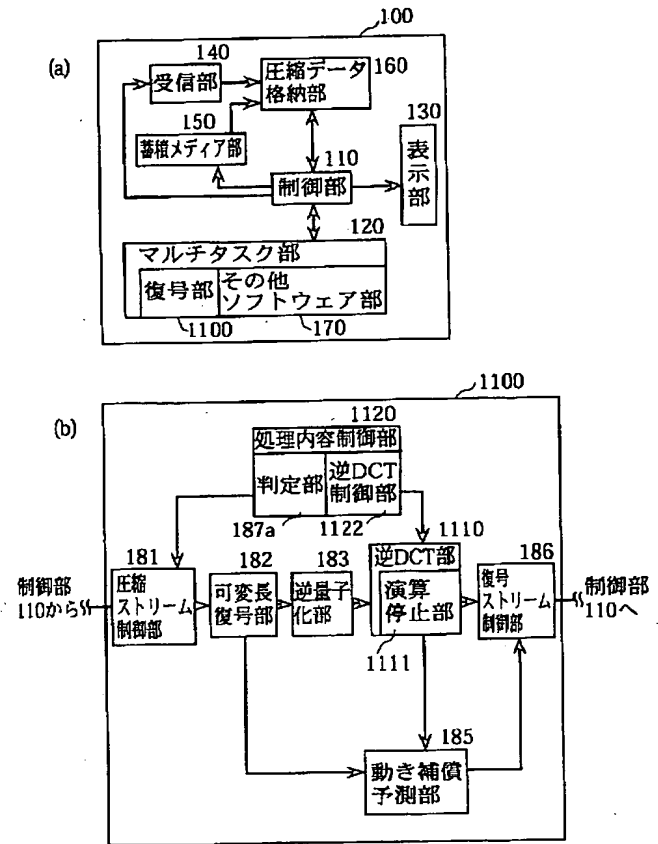 (a)
100
140
受信部
圧縮データ
格納部
160
150
蓄積メディア部
110
制御部
130
表
示
部
120
マルチタスク部
復号部
その他
ソフトウェア部
1100
170
(b)
1100
1120
処理内容制御部
判定部
逆DCT
制御部
187a
1122
181
圧縮
ストリーム
制御部
182
可変長
復号部
183
逆量子
化部
1110
逆DCT部
演算
停止部
1111
186
復号
ストリーム
制御部
制御部
110から
制御部
110へ
185
動き補償
予測部